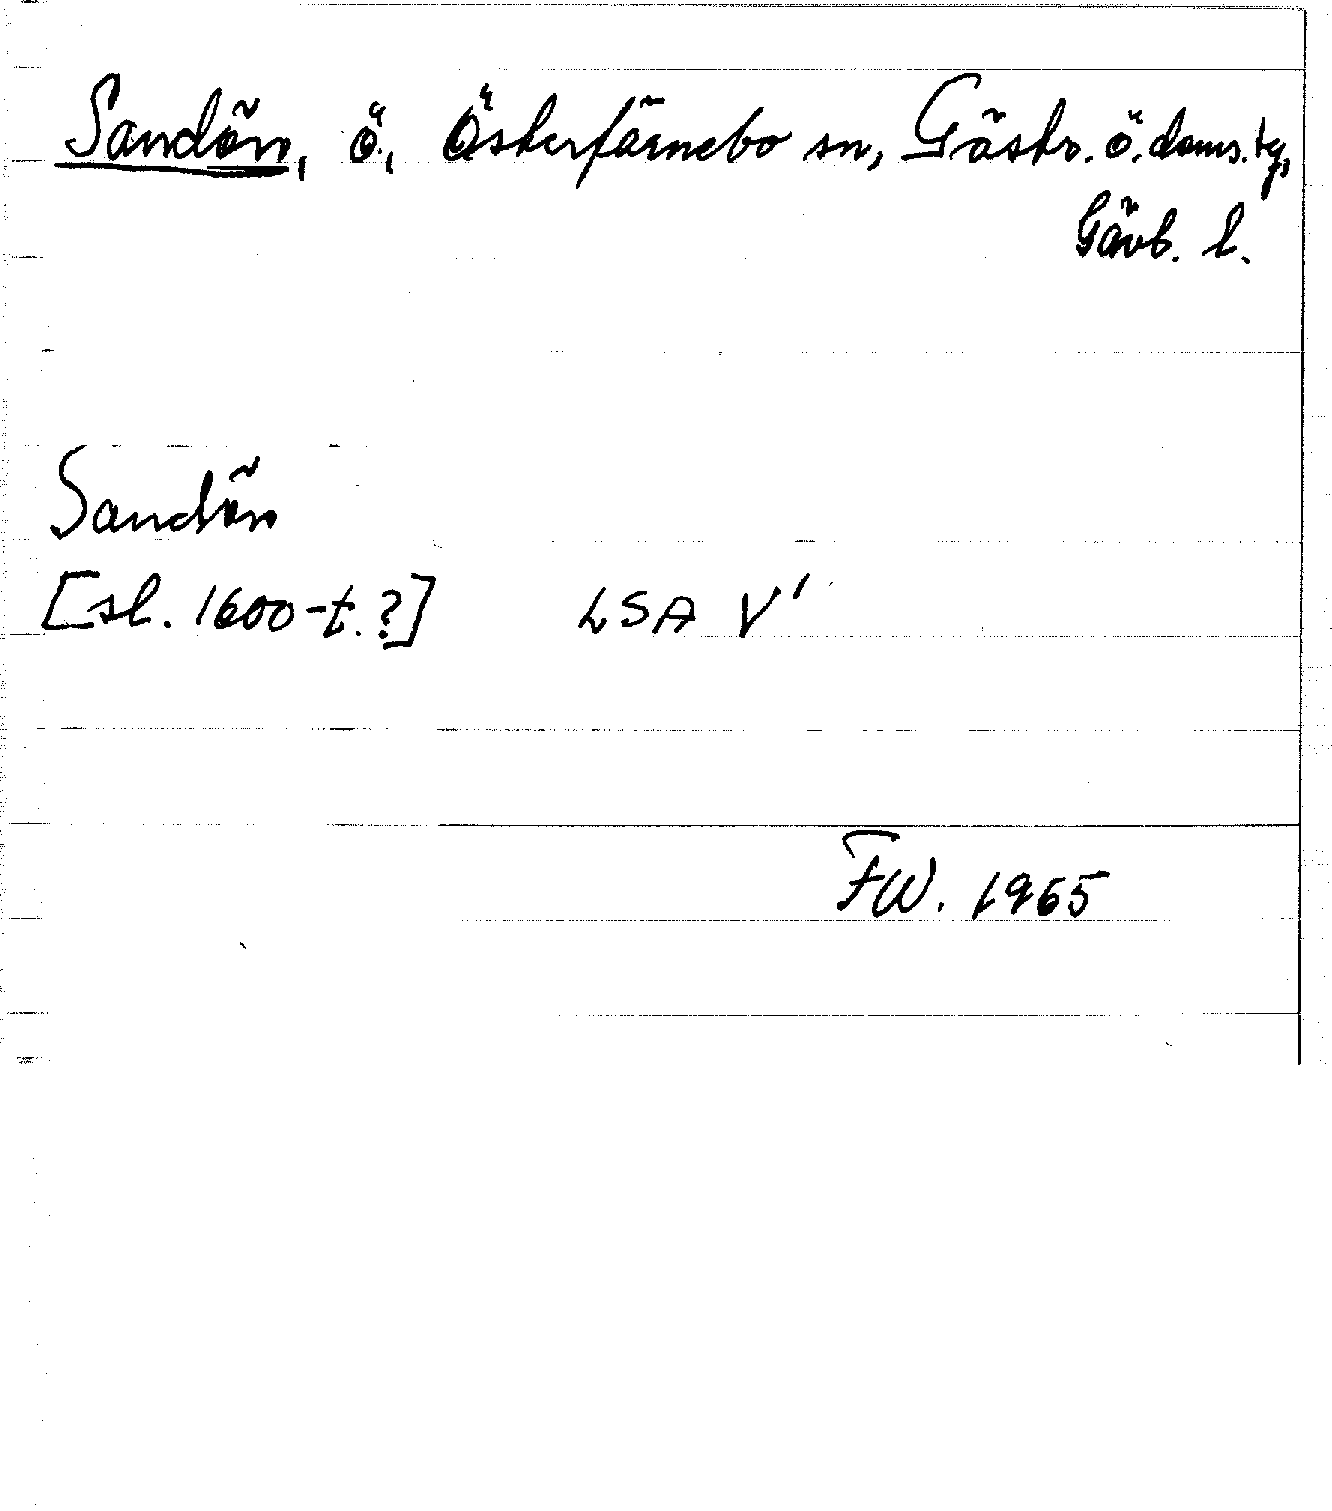 Sandön, ö, Österfärnebo sn, Gästr. ö. doms. tg,
Gävb. l.
Sandön
[sl. 1600-t.?] LSA V'
FW. 1965